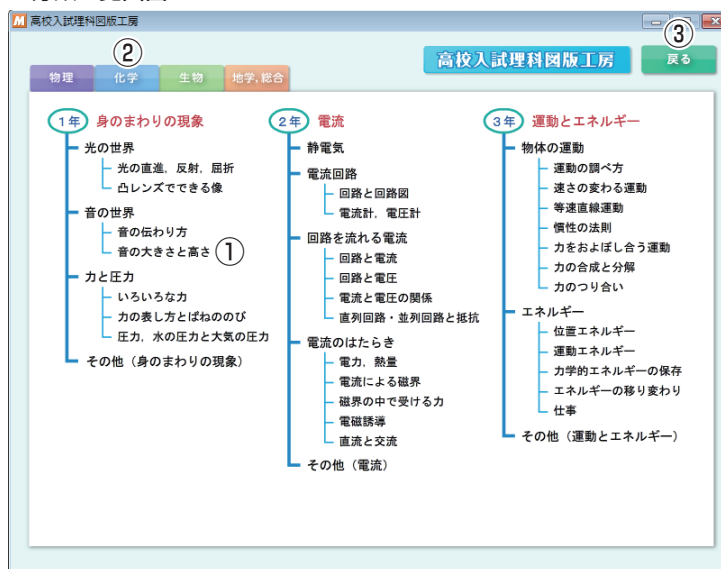 高校入試理科図版工房
②
③
高校入試理科図版工房
戻る
物理
化学
生物
地学,総合
1年 身のまわりの現象
光の世界
光の直進，反射，屈折
凸レンズでできる像
音の世界
音の伝わり方
音の大きさと高さ ①
力と圧力
いろいろな力
力の表し方とばねののび
圧力，水の圧力と大気の圧力
その他（身のまわりの現象）
2年 電流
静電気
電流回路
回路と回路図
電流計，電圧計
回路を流れる電流
回路と電流
回路と電圧
電流と電圧の関係
直列回路・並列回路と抵抗
電流のはたらき
電力，熱量
電流による磁界
磁界の中で受ける力
電磁誘導
直流と交流
その他（電流）
3年 運動とエネルギー
物体の運動
運動の調べ方
速さの変わる運動
等速直線運動
慣性の法則
力をおよぼし合う運動
力の合成と分解
力のつり合い
エネルギー
位置エネルギー
運動エネルギー
力学的エネルギーの保存
エネルギーの移り変わり
仕事
その他（運動とエネルギー）